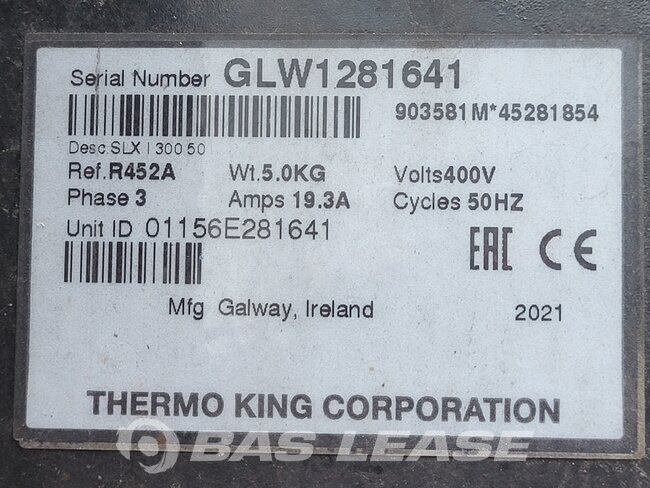 Serial Number GLW1281641
903581M*45281854
Desc.SLX I 300 50
Ref.R452A Wt.5.0KG Volts400V
Phase 3 Amps 19.3A Cycles 50HZ
Unit ID 01156E281641
EAC CE
Mfg Galway, Ireland 2021
THERMO KING CORPORATION
BAS LEASE